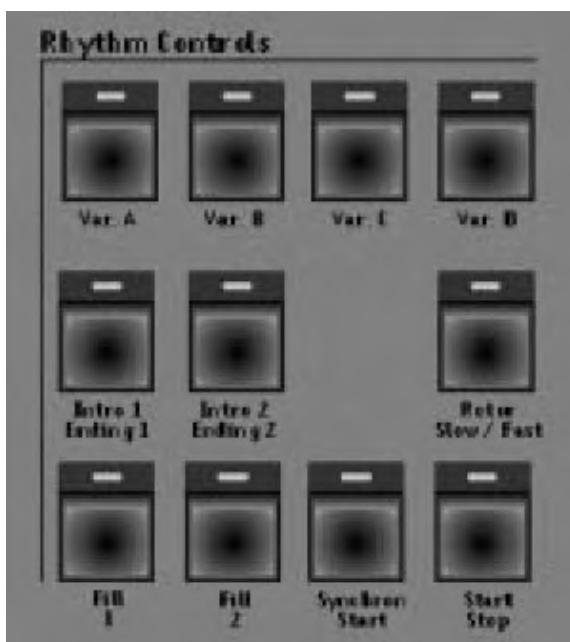 Rhythm Controls
Var. A Var. B Var. C Var. D
Intro 1 Intro 2 Rotor
Ending 1 Ending 2 Slow / Fast
Fill Fill Synchron Start
1 2 Start Stop